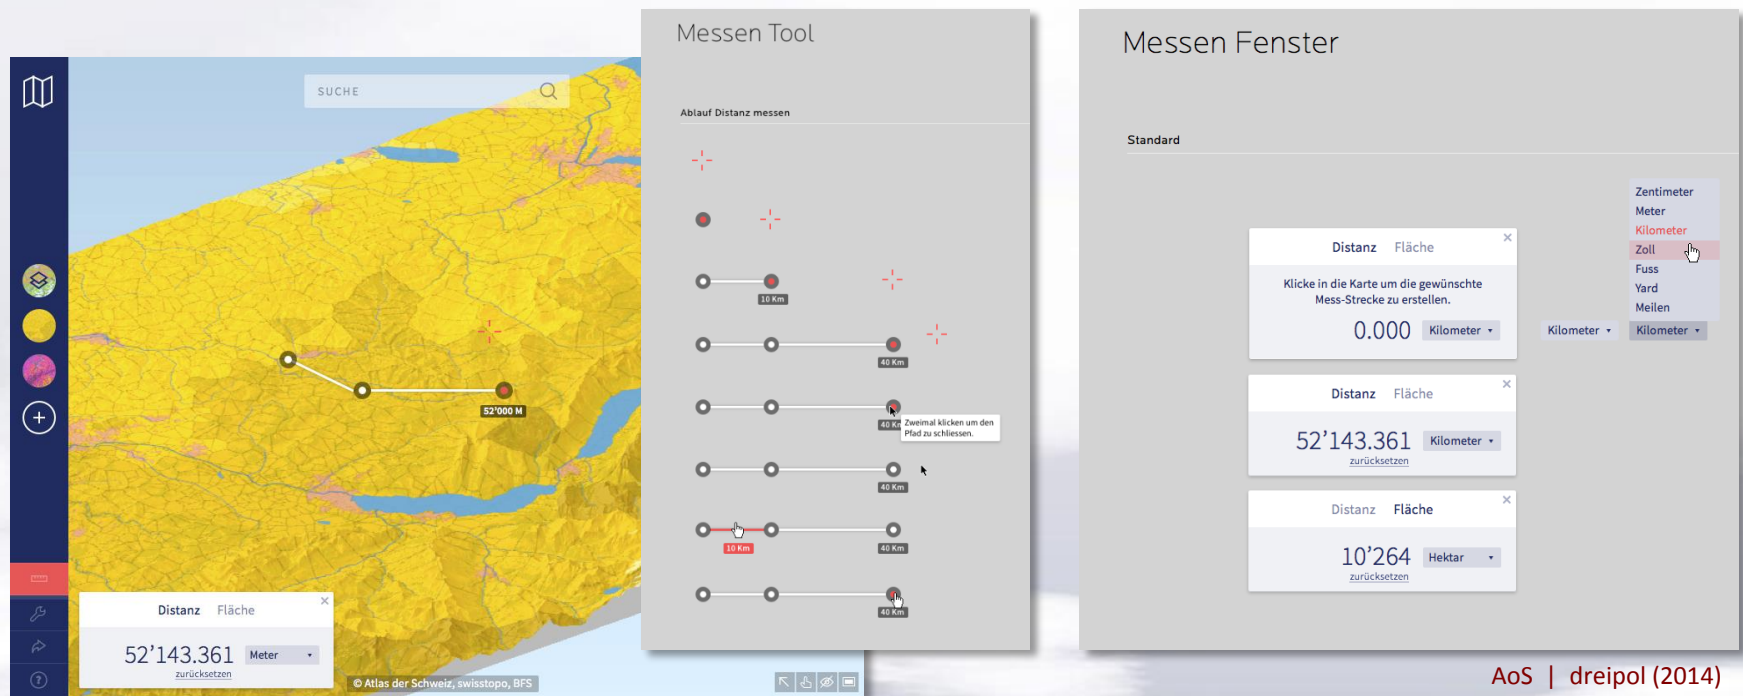 SUCHE
52'000 M
Distanz Fläche
52'143.361 Meter
zurücksetzen
© Atlas der Schweiz, swisstopo, BFS
Messen Tool
Ablauf Distanz messen
10 Km
40 Km
40 Km
Zweimal klicken um den
Pfad zu schliessen.
40 Km
10 Km
40 Km
40 Km
Messen Fenster
Standard
Distanz Fläche
Klicke in die Karte um die gewünschte
Mess-Strecke zu erstellen.
0.000 Kilometer
Distanz Fläche
52'143.361 Kilometer
zurücksetzen
Distanz Fläche
10'264 Hektar
zurücksetzen
Zentimeter
Meter
Kilometer
Zoll
Fuss
Yard
Meilen
Kilometer Kilometer
AoS | dreipol (2014)